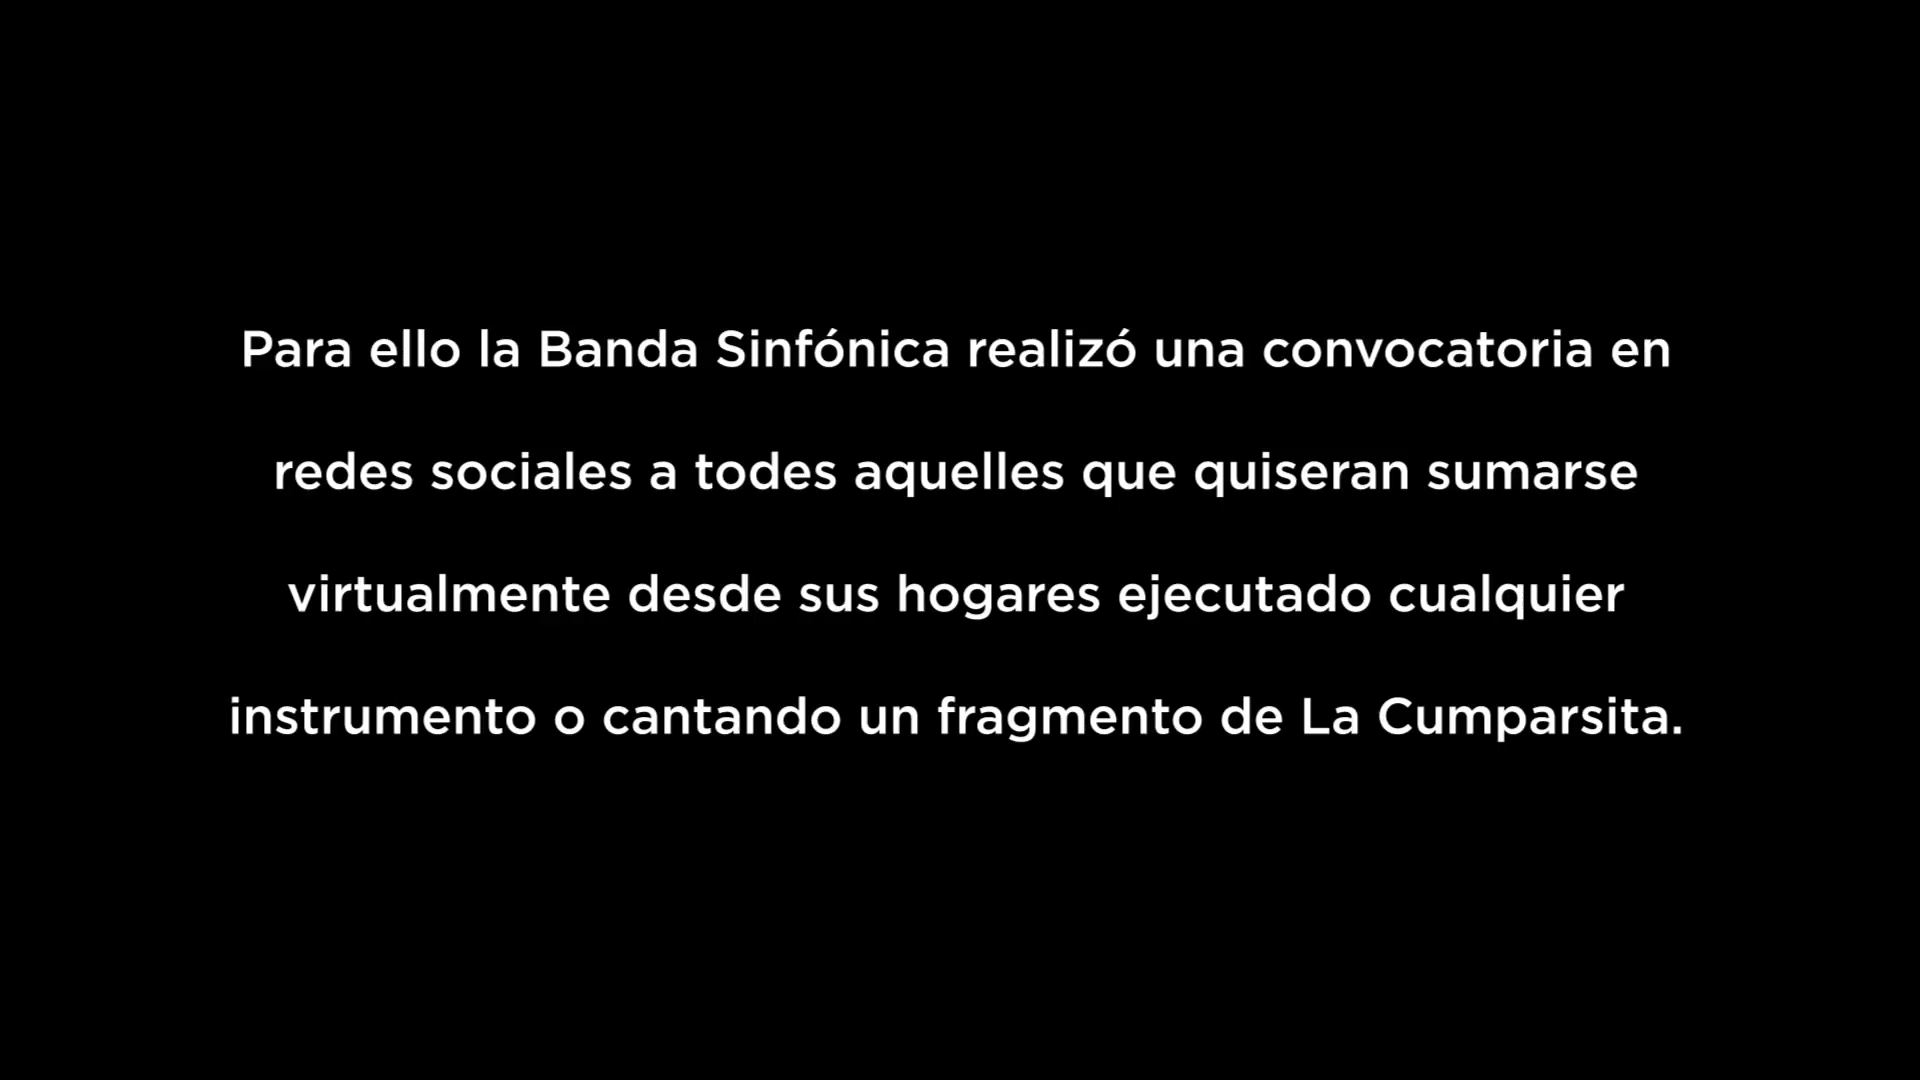 Para ello la Banda Sinfónica realizó una convocatoria en
redes sociales a todes aquelles que quiseran sumarse
virtualmente desde sus hogares ejecutado cualquier
instrumento o cantando un fragmento de La Cumparsita.